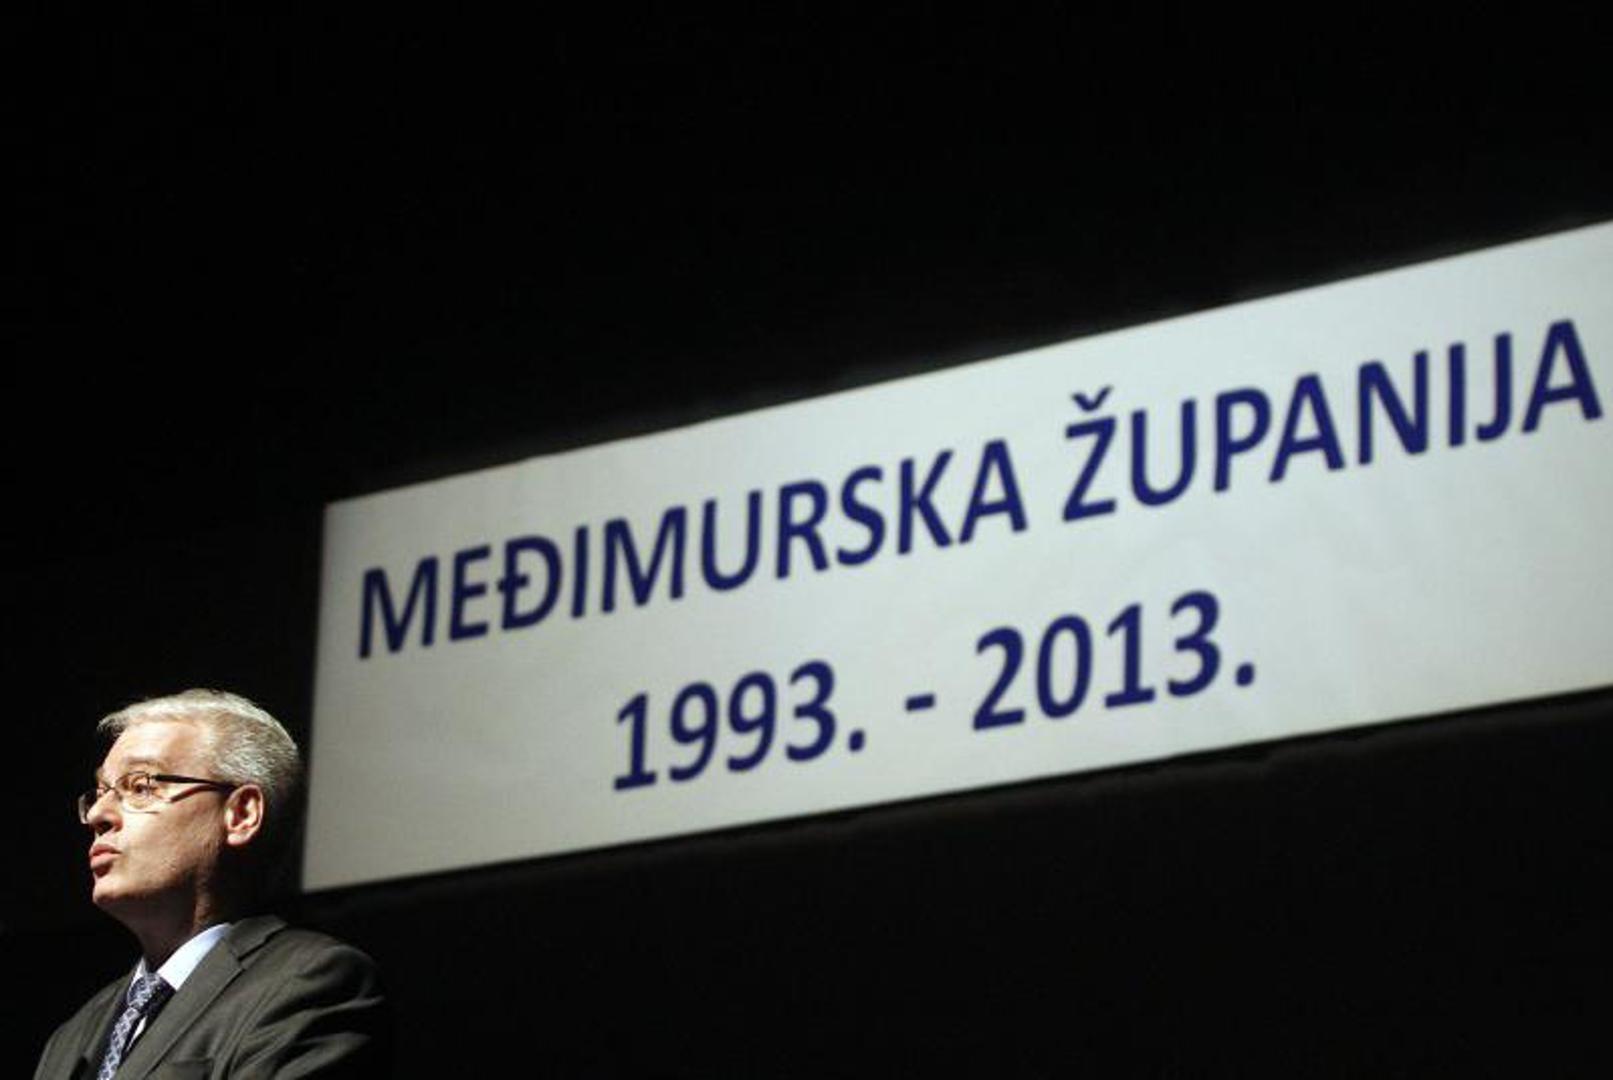 MEĐIMURSKA ŽUPANIJA
1993. - 2013.